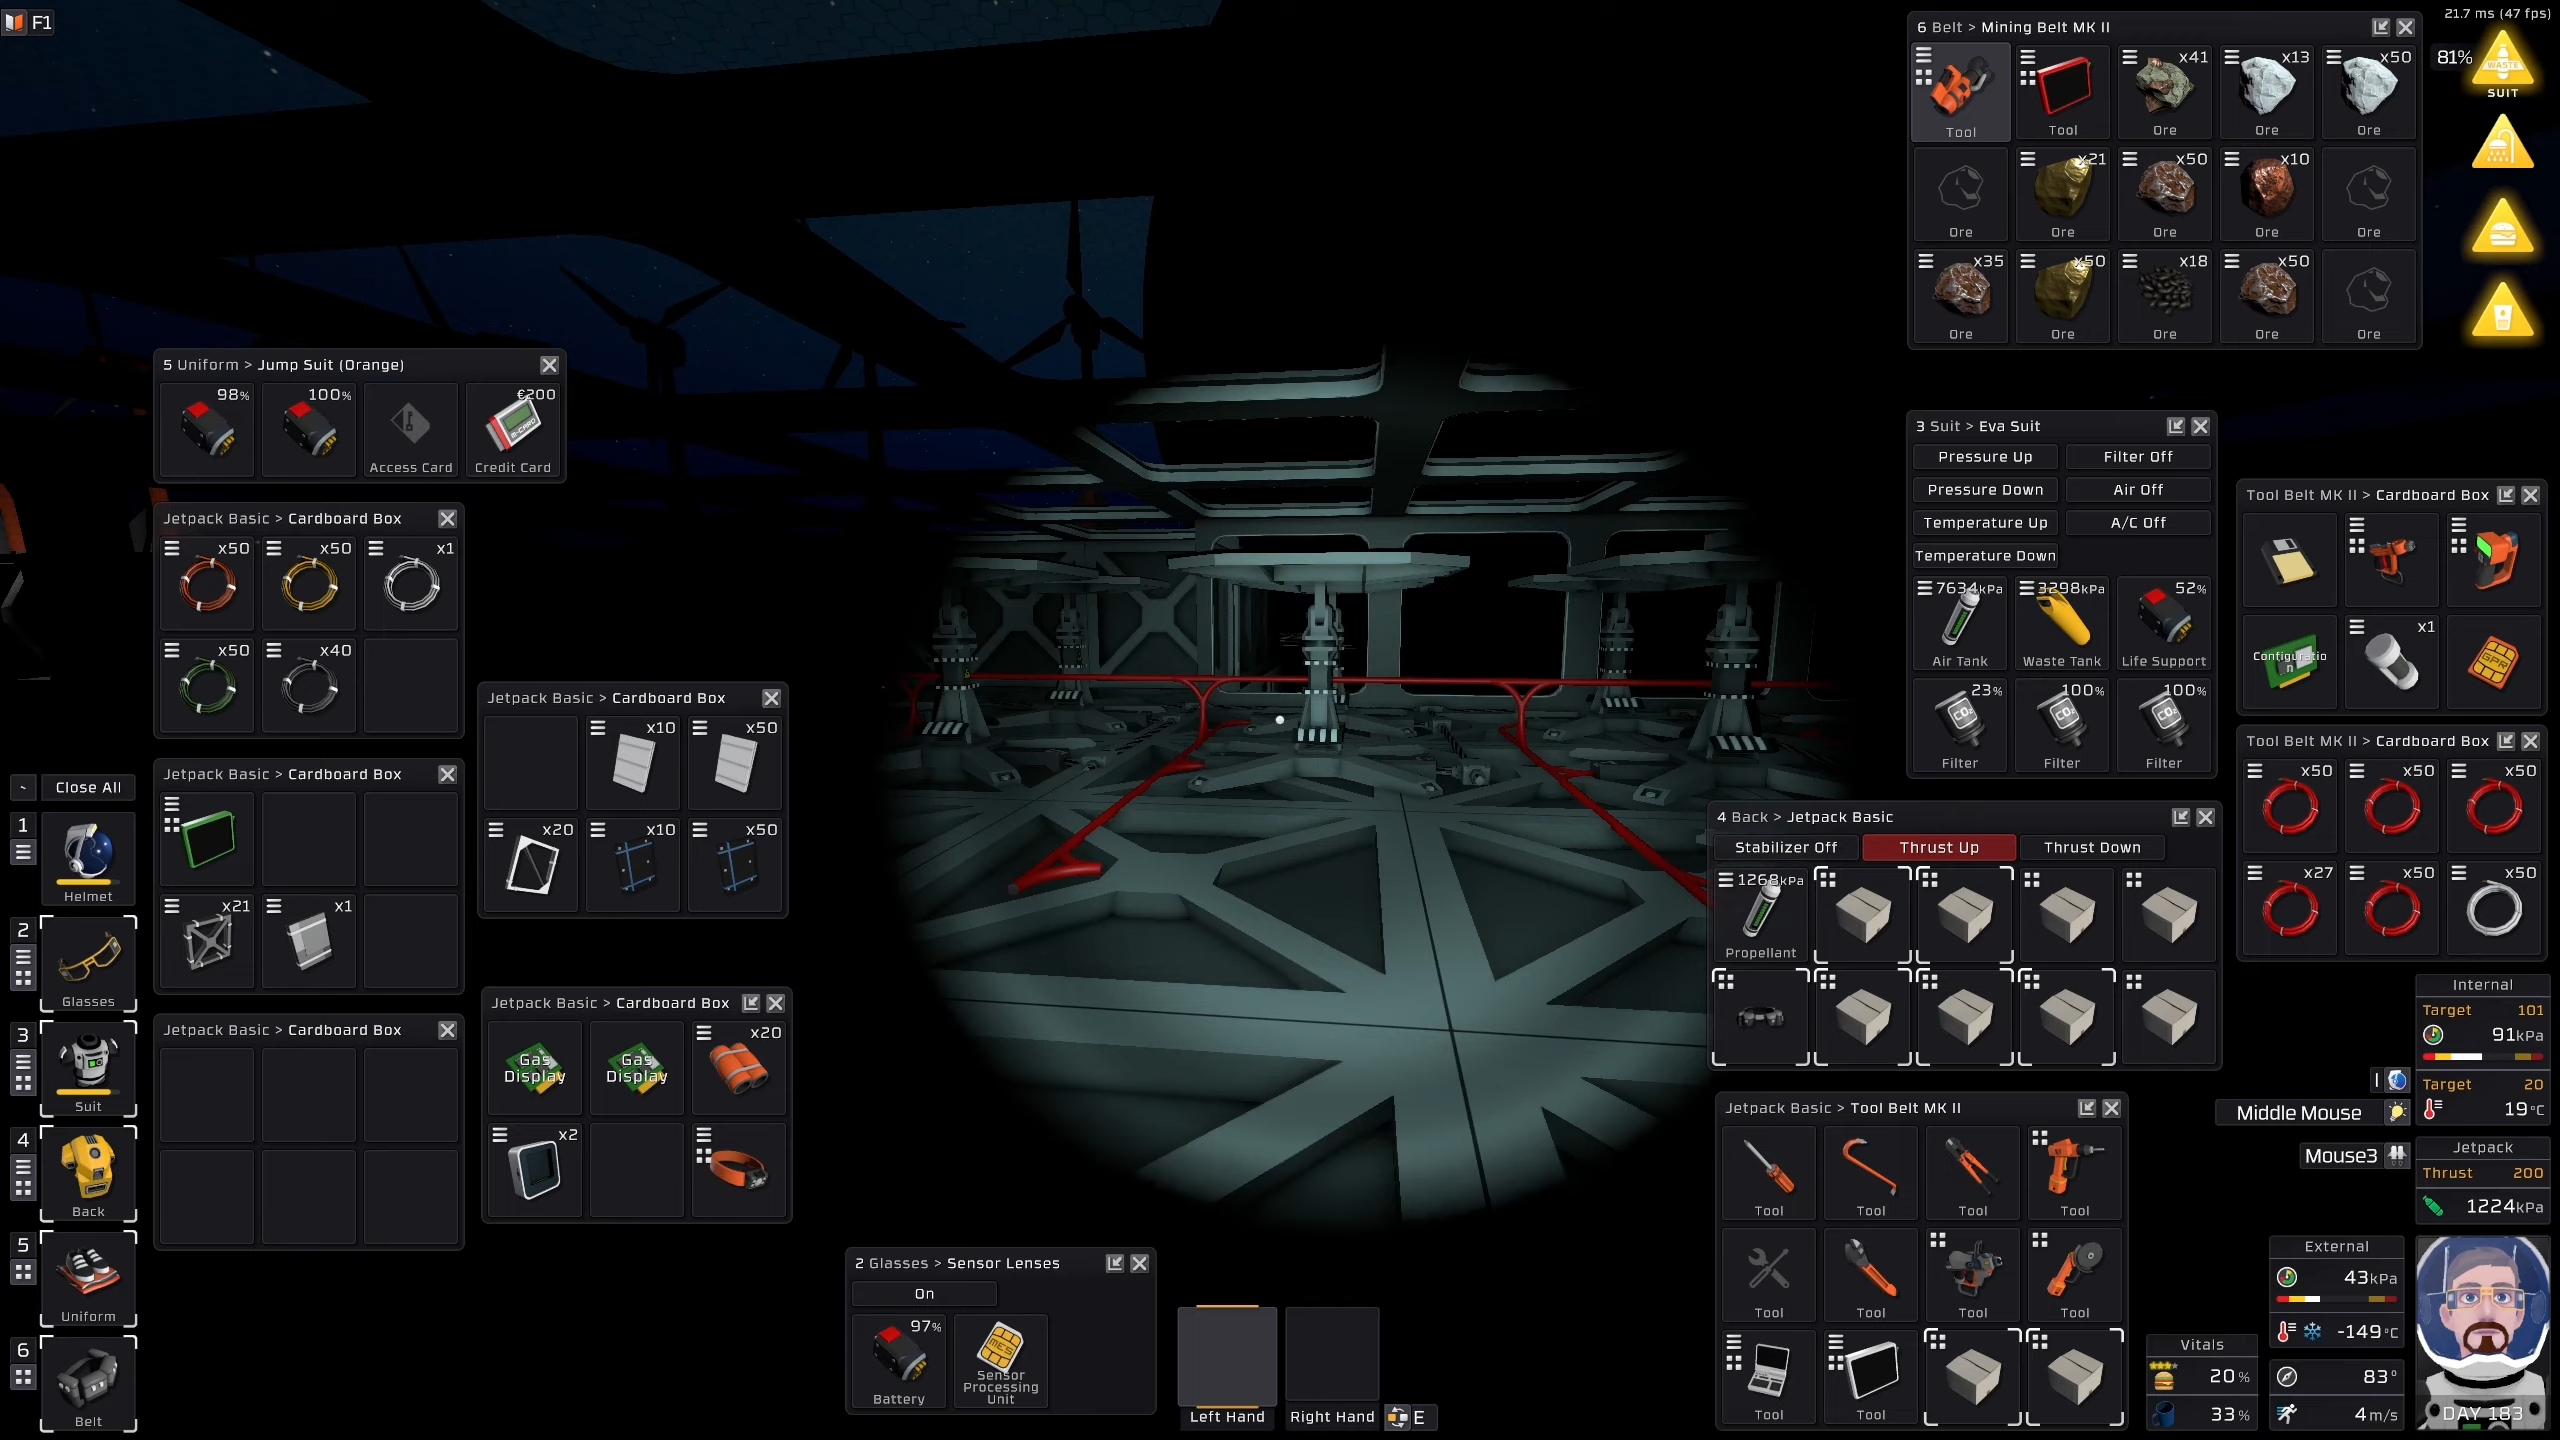 F1
21.7 ms (47 fps)
6 Belt > Mining Belt MK II
Tool
Tool
x41
Ore
x13
Ore
x50
Ore
81%
WASTE
SUIT
Ore
x21
Ore
x50
Ore
x10
Ore
Ore
x35
Ore
x50
Ore
x18
Ore
x50
Ore
Ore
5 Uniform > Jump Suit (Orange)
98%
100%
Access Card
€200
Credit Card
Jetpack Basic > Cardboard Box
x50
x50
x1
x50
x40
Jetpack Basic > Cardboard Box
x10
x50
x20
x10
x50
Jetpack Basic > Cardboard Box
x21
x1
Jetpack Basic > Cardboard Box
Jetpack Basic > Cardboard Box
Gas Display
Gas Display
x20
x2
~ Close All
1
Helmet
2
Glasses
3
Suit
4
Back
5
Uniform
6
Belt
3 Suit > Eva Suit
Pressure Up
Filter Off
Pressure Down
Air Off
Temperature Up
A/C Off
Temperature Down
7634kPa
Air Tank
3298kPa
Waste Tank
52%
Life Support
23%
CO₂
Filter
100%
CO₂
Filter
100%
CO₂
Filter
Tool Belt MK II > Cardboard Box
Configuratio
n
x1
GPR
Tool Belt MK II > Cardboard Box
x50
x50
x50
x27
x50
x50
4 Back > Jetpack Basic
Stabilizer Off
Thrust Up
Thrust Down
1268kPa
Propellant
Jetpack Basic > Tool Belt MK II
Tool
Tool
Tool
Tool
Tool
Tool
Tool
Tool
Tool
Tool
2 Glasses > Sensor Lenses
On
97%
Battery
MES
Sensor
Processing
Unit
Left Hand
Right Hand
E
Internal
Target 101
91kPa
Target 20
19°C
I
Middle Mouse
Mouse3
Jetpack
Thrust 200
1224kPa
External
43kPa
-149°C
83°
4m/s
Vitals
20%
33%
DAY 183